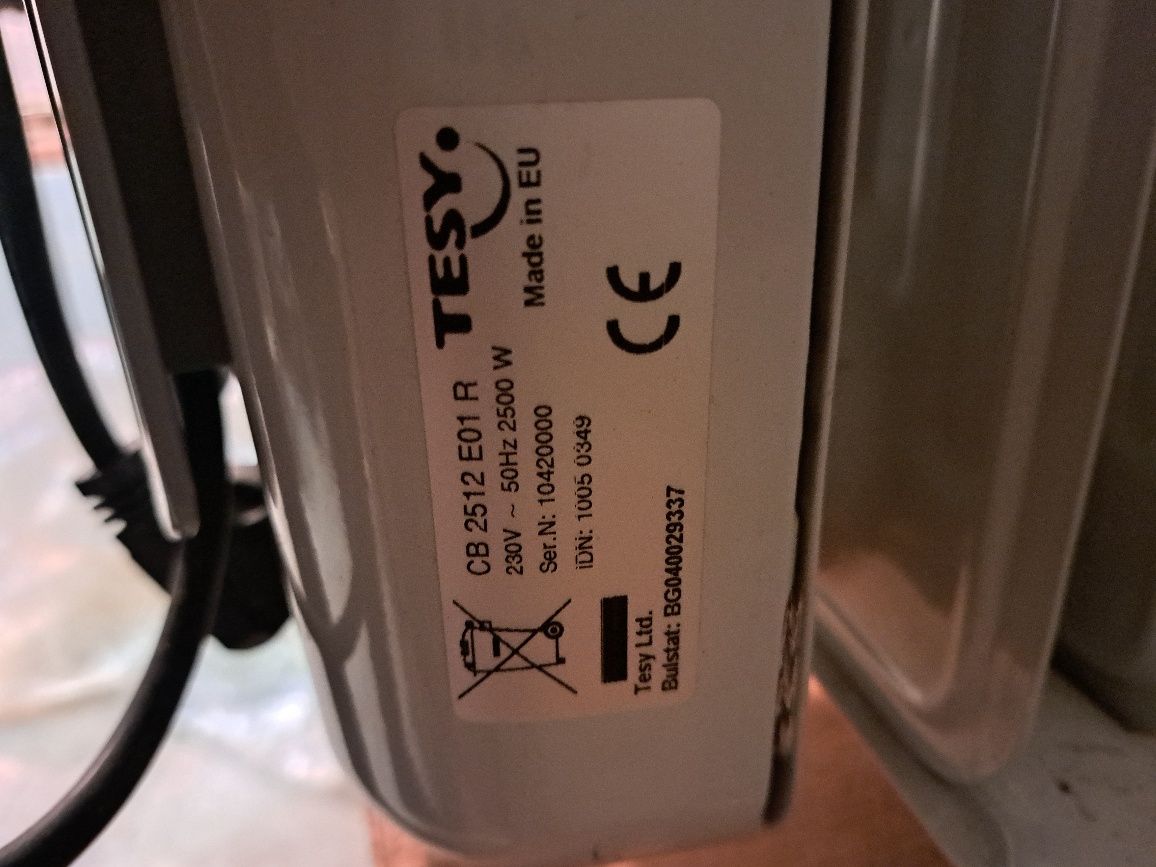 CB 2512 E01 R
230V ~ 50Hz 2500 W
Ser.N: 10420000
iDN: 1005 0349
TESY
Made in EU
CE
Tesy Ltd.
Bulstat: BG040029337